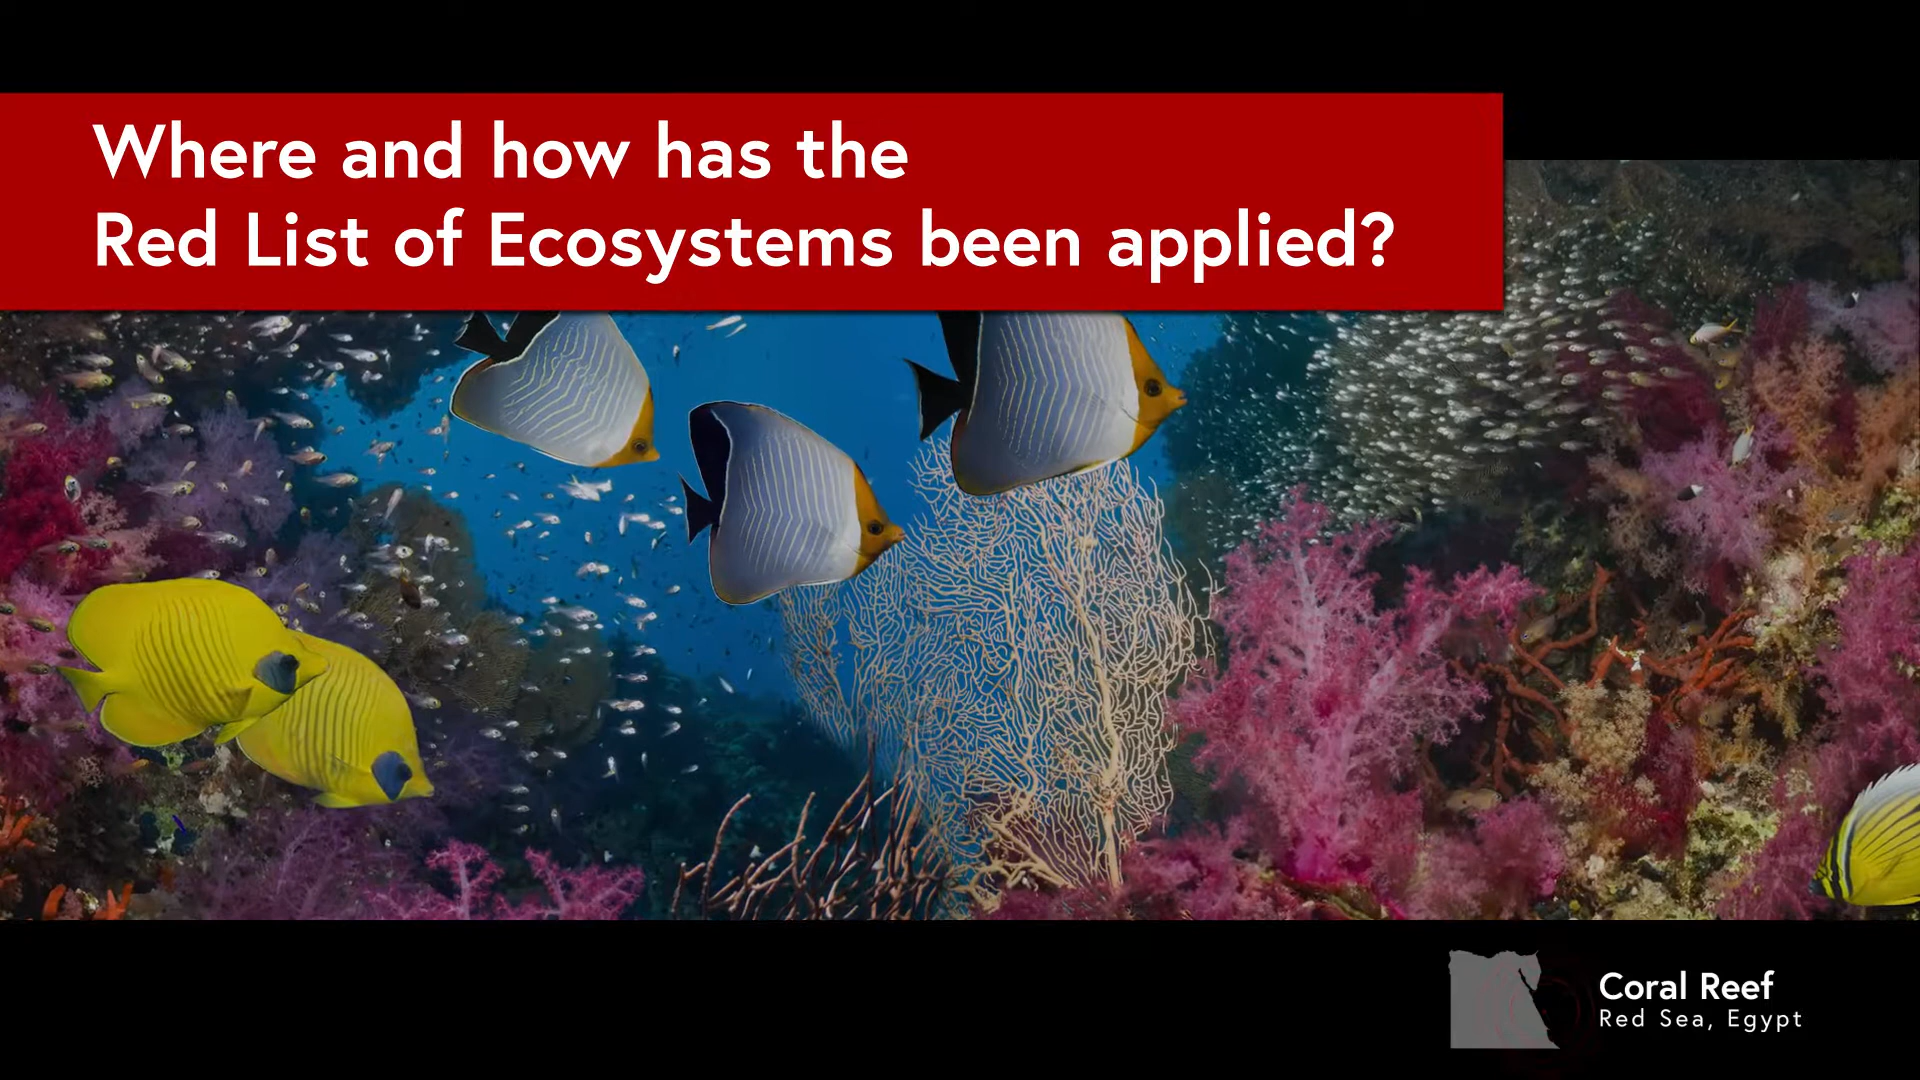 Where and how has the
Red List of Ecosystems been applied?
Coral Reef
Red Sea, Egypt